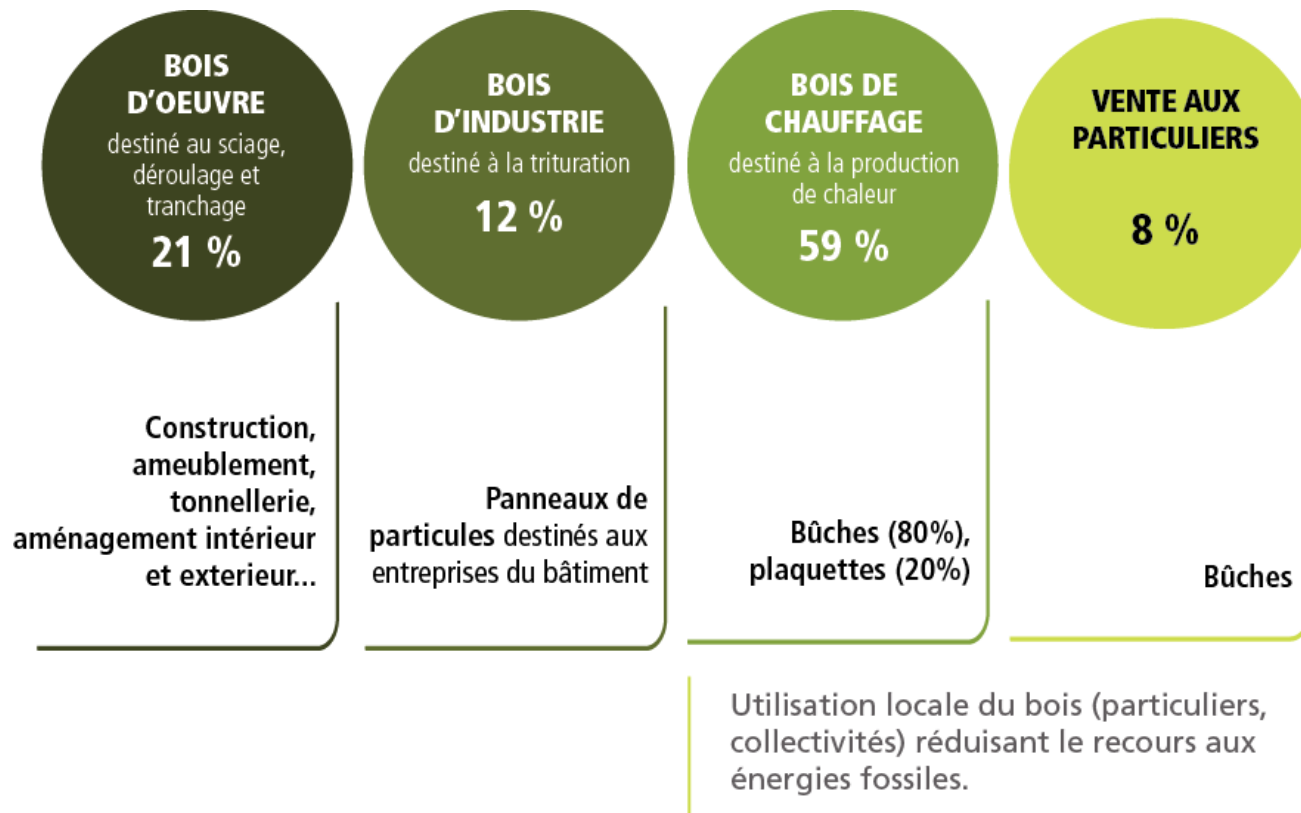 BOIS
D'OEUVRE
destiné au sciage,
déroulage et
tranchage
21 %
BOIS
D'INDUSTRIE
destiné à la trituration
12 %
BOIS DE
CHAUFFAGE
destiné à la production
de chaleur
59 %
VENTE AUX
PARTICULIERS
8 %
Construction,
ameublement,
tonnellerie,
aménagement intérieur
et exterieur...
Panneaux de
particules destinés aux
entreprises du bâtiment
Bûches (80%),
plaquettes (20%)
Bûches
Utilisation locale du bois (particuliers,
collectivités) réduisant le recours aux
énergies fossiles.